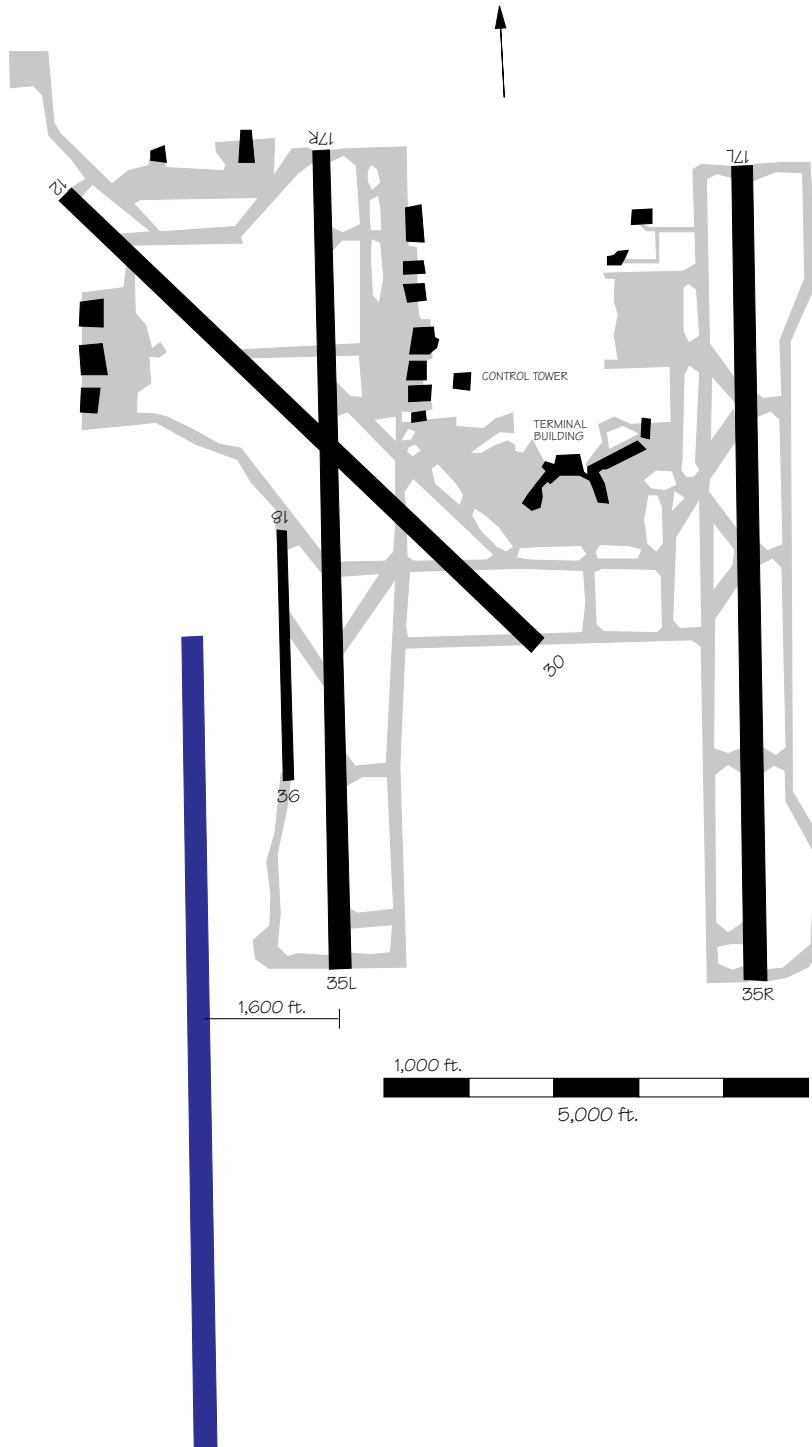 17R
17L
12
CONTROL TOWER
TERMINAL
BUILDING
18
30
36
35L
35R
1,600 ft.
1,000 ft.
5,000 ft.